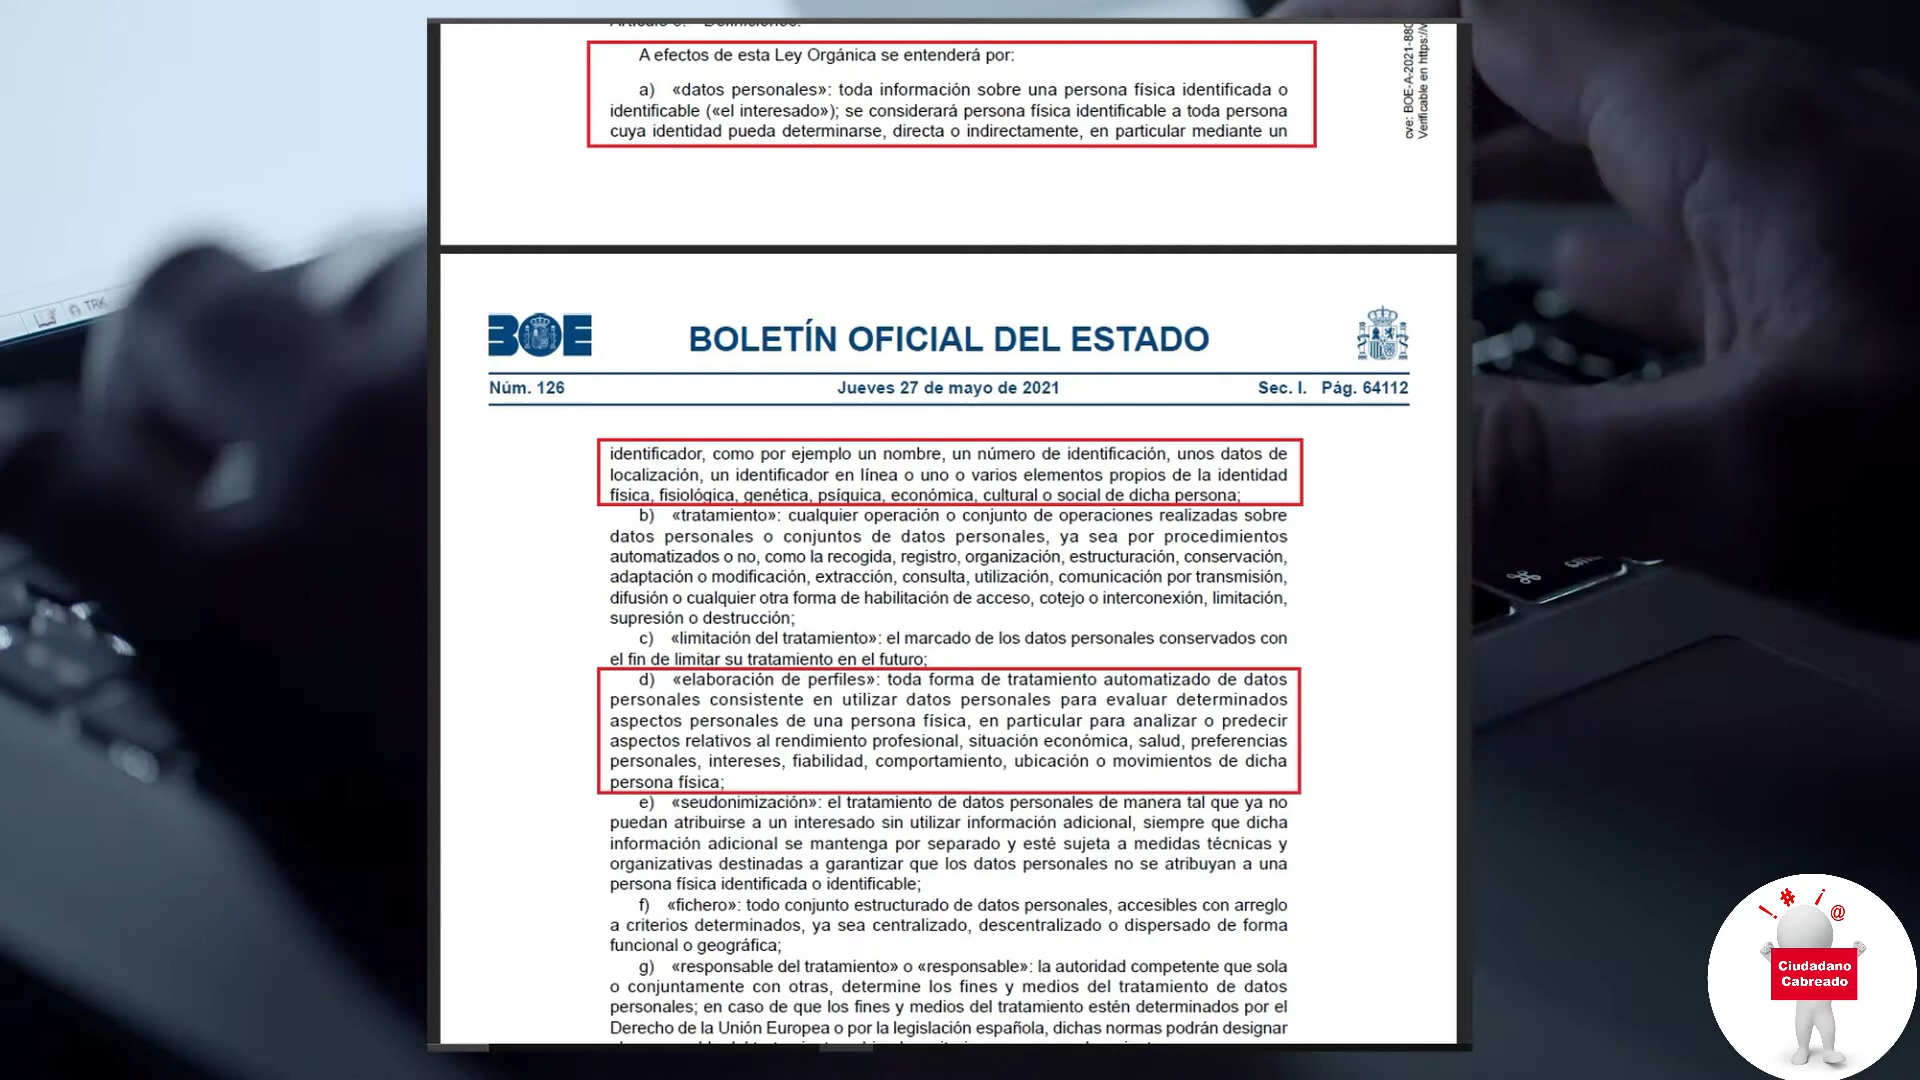 Definiciones.
A efectos de esta Ley Orgánica se entenderá por:
a) «datos personales»: toda información sobre una persona física identificada o
identificable («el interesado»); se considerará persona física identificable a toda persona
cuya identidad pueda determinarse, directa o indirectamente, en particular mediante un
cve: BOE-A-2021-880
Verificable en https://
BOE
BOLETÍN OFICIAL DEL ESTADO
Núm. 126 Jueves 27 de mayo de 2021 Sec. I. Pág. 64112
identificador, como por ejemplo un nombre, un número de identificación, unos datos de
localización, un identificador en línea o uno o varios elementos propios de la identidad
física, fisiológica, genética, psíquica, económica, cultural o social de dicha persona;
b) «tratamiento»: cualquier operación o conjunto de operaciones realizadas sobre
datos personales o conjuntos de datos personales, ya sea por procedimientos
automatizados o no, como la recogida, registro, organización, estructuración, conservación,
adaptación o modificación, extracción, consulta, utilización, comunicación por transmisión,
difusión o cualquier otra forma de habilitación de acceso, cotejo o interconexión, limitación,
supresión o destrucción;
c) «limitación del tratamiento»: el marcado de los datos personales conservados con
el fin de limitar su tratamiento en el futuro;
d) «elaboración de perfiles»: toda forma de tratamiento automatizado de datos
personales consistente en utilizar datos personales para evaluar determinados
aspectos personales de una persona física, en particular para analizar o predecir
aspectos relativos al rendimiento profesional, situación económica, salud, preferencias
personales, intereses, fiabilidad, comportamiento, ubicación o movimientos de dicha
persona física;
e) «seudonimización»: el tratamiento de datos personales de manera tal que ya no
puedan atribuirse a un interesado sin utilizar información adicional, siempre que dicha
información adicional se mantenga por separado y esté sujeta a medidas técnicas y
organizativas destinadas a garantizar que los datos personales no se atribuyan a una
persona física identificada o identificable;
f) «fichero»: todo conjunto estructurado de datos personales, accesibles con arreglo
a criterios determinados, ya sea centralizado, descentralizado o dispersado de forma
funcional o geográfica;
g) «responsable del tratamiento» o «responsable»: la autoridad competente que sola
o conjuntamente con otras, determine los fines y medios del tratamiento de datos
personales; en caso de que los fines y medios del tratamiento estén determinados por el
Derecho de la Unión Europea o por la legislación española, dichas normas podrán designar
TRK
! # ¡ @
Ciudadano
Cabreado